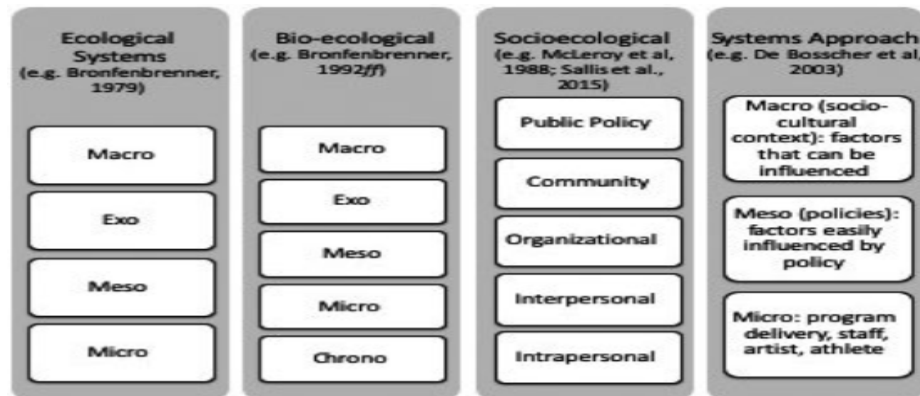 Ecological
Systems
(e.g. Bronfenbrenner,
1979)
Macro
Exo
Meso
Micro
Bio-ecological
(e.g. Bronfenbrenner,
1992ff)
Macro
Exo
Meso
Micro
Chrono
Socioecological
(e.g. McLeroy et al,
1988; Sallis et al.,
2015)
Public Policy
Community
Organizational
Interpersonal
Intrapersonal
Systems Approach
(e.g. De Bosscher et al,
2003)
Macro (socio-
cultural
context): factors
that can be
influenced
Meso (policies):
factors easily
influenced by
policy
Micro: program
delivery, staff,
artist, athlete